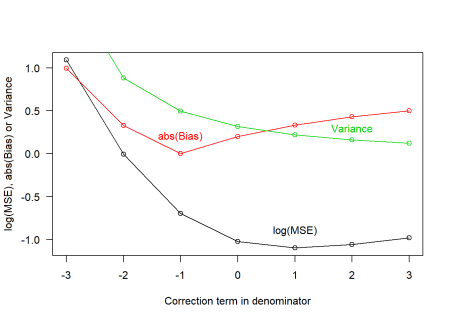 1.0
0.5
0.0
-0.5
-1.0
log(MSE), abs(Bias) or Variance
abs(Bias)
Variance
log(MSE)
-3 -2 -1 0 1 2 3
Correction term in denominator